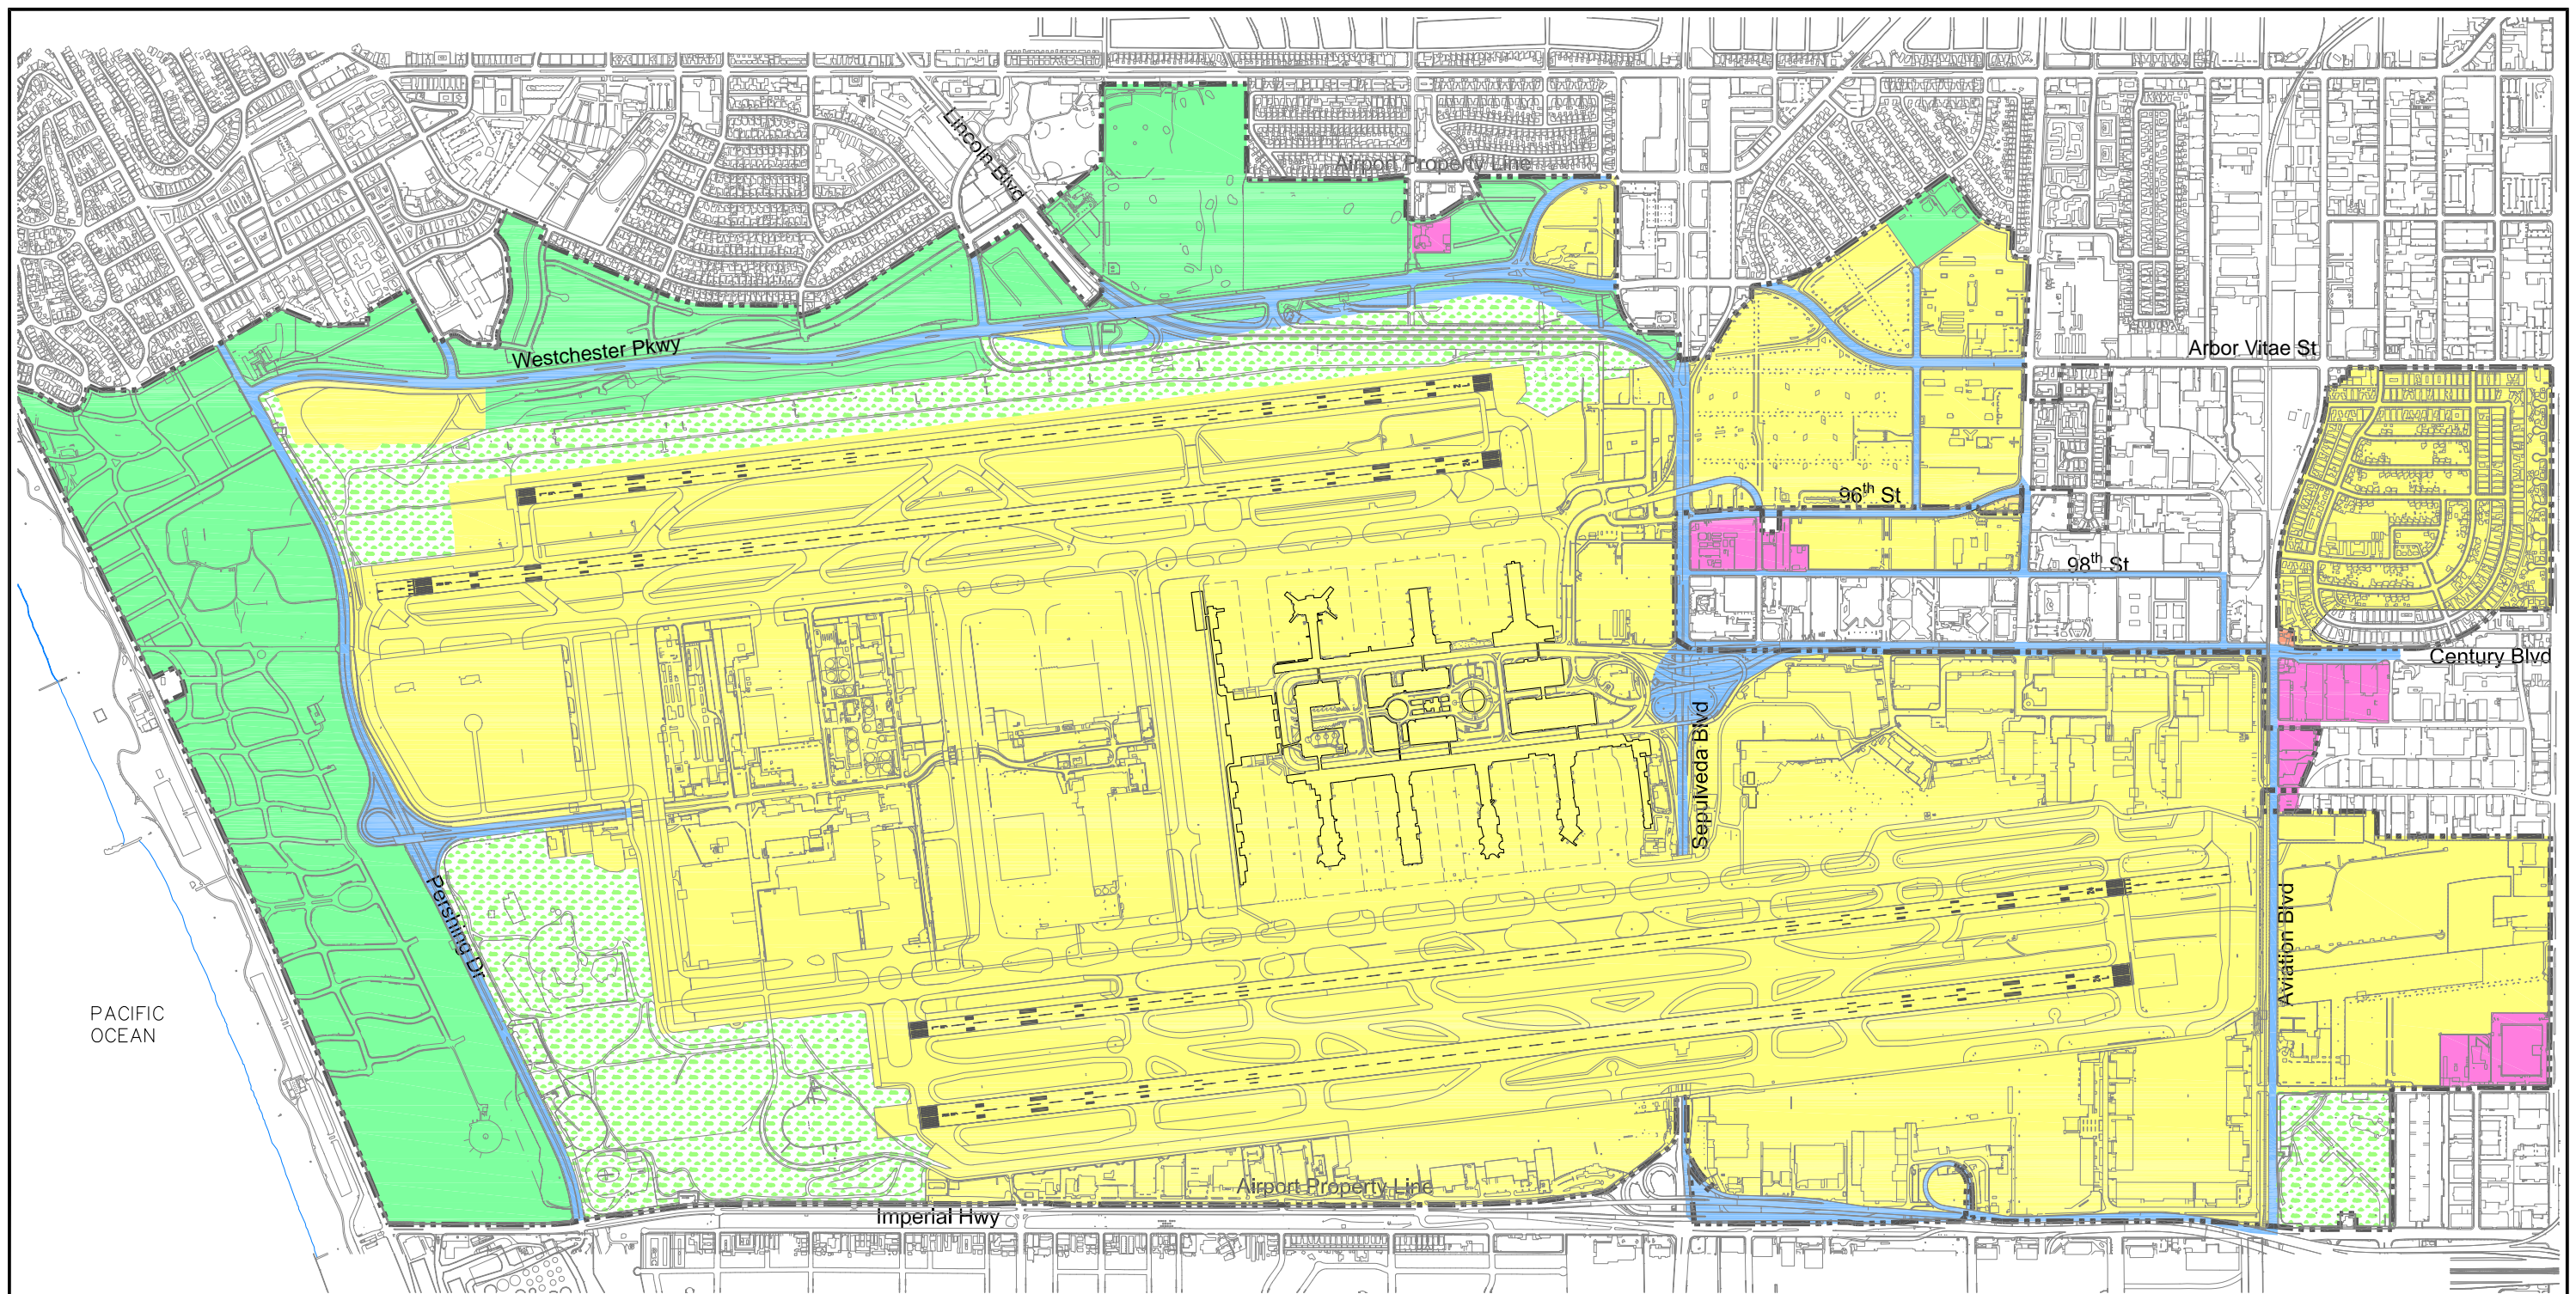 Lincoln Blvd
Airport Property Line
Westchester Pkwy
Arbor Vitae St
96th St
98th St
Century Blvd
Sepulveda Blvd
Pershing Dr
Aviation Blvd
PACIFIC
OCEAN
Airport Property Line
Imperial Hwy